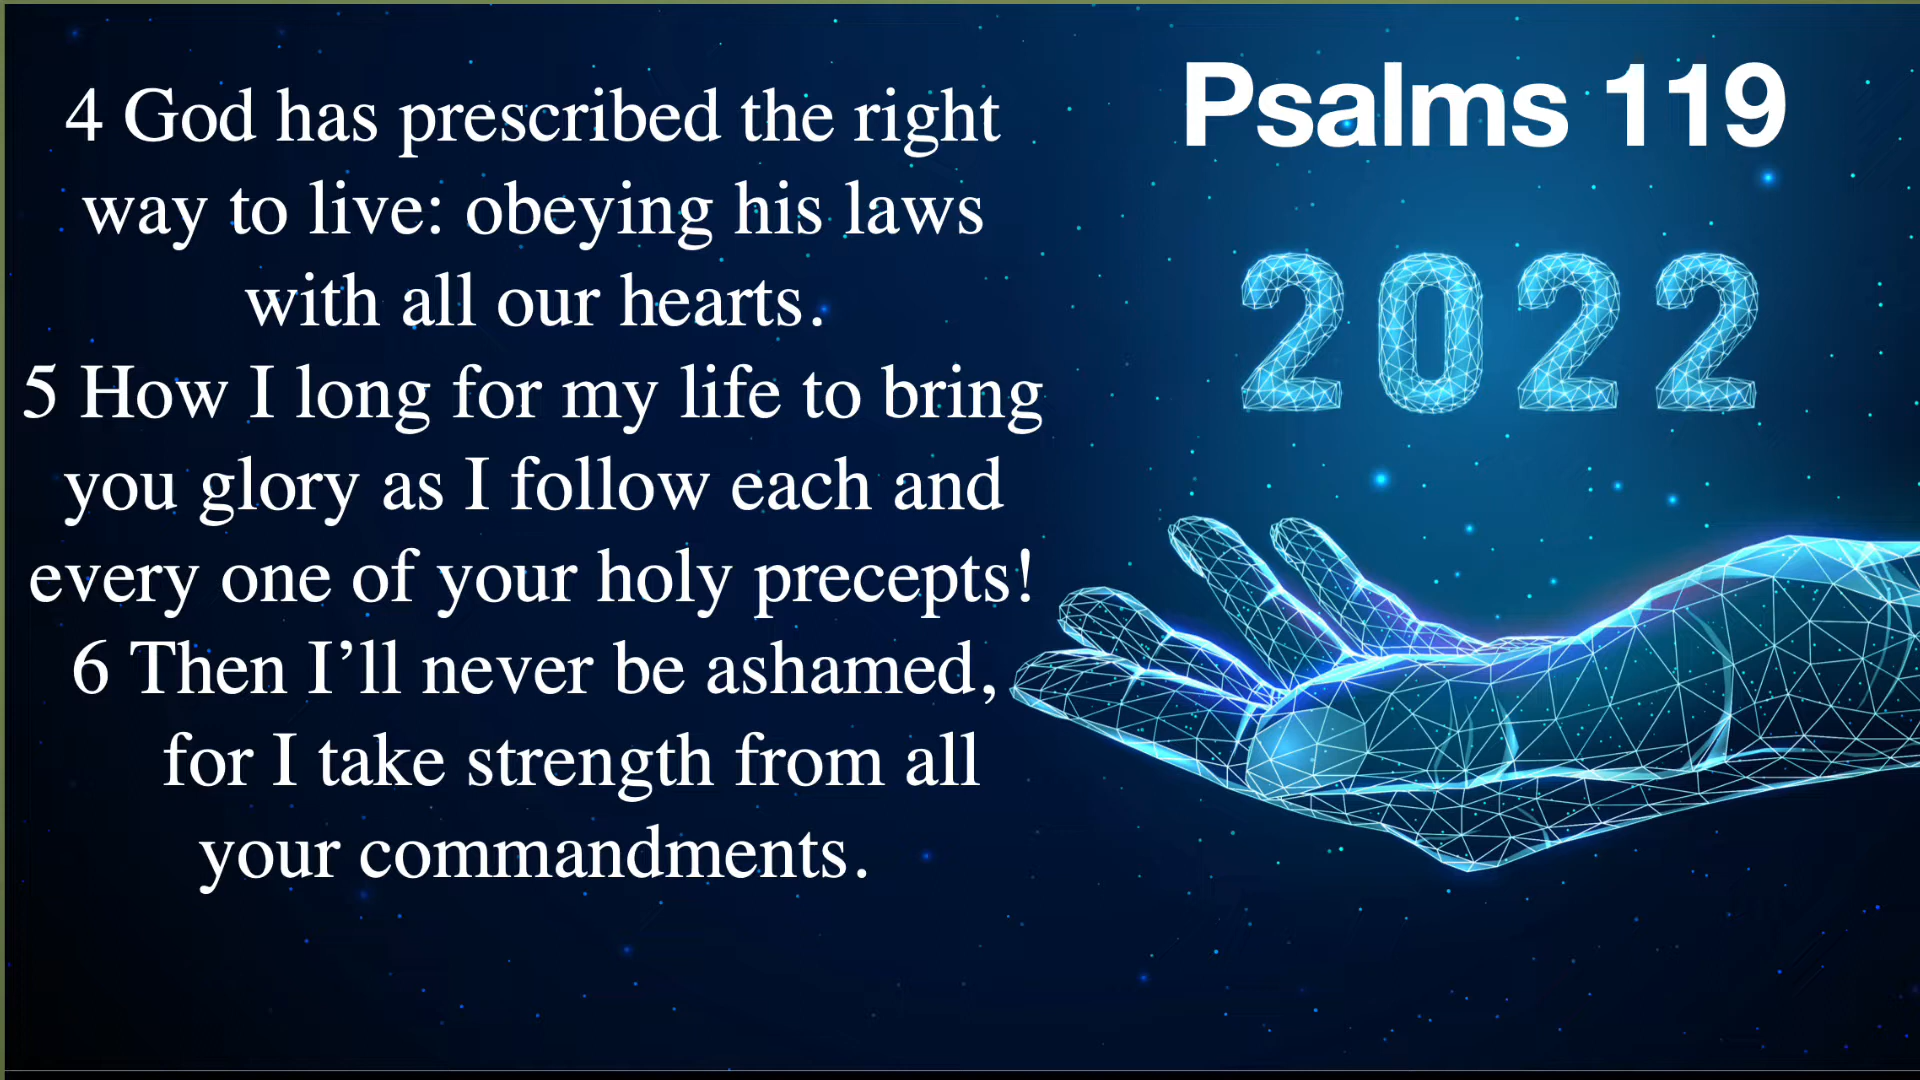 4 God has prescribed the right
way to live: obeying his laws
with all our hearts.
5 How I long for my life to bring
you glory as I follow each and
every one of your holy precepts!
6 Then I’ll never be ashamed,
for I take strength from all
your commandments.
Psalms 119
2022